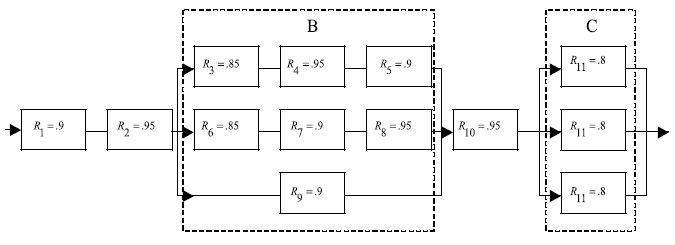 B
C
R3 =.85
R4 =.95
R5 =.9
R11 =.8
R1 =.9
R2 =.95
R6 =.85
R7 =.9
R8 =.95
R10 =.95
R11 =.8
R9 =.9
R11 =.8